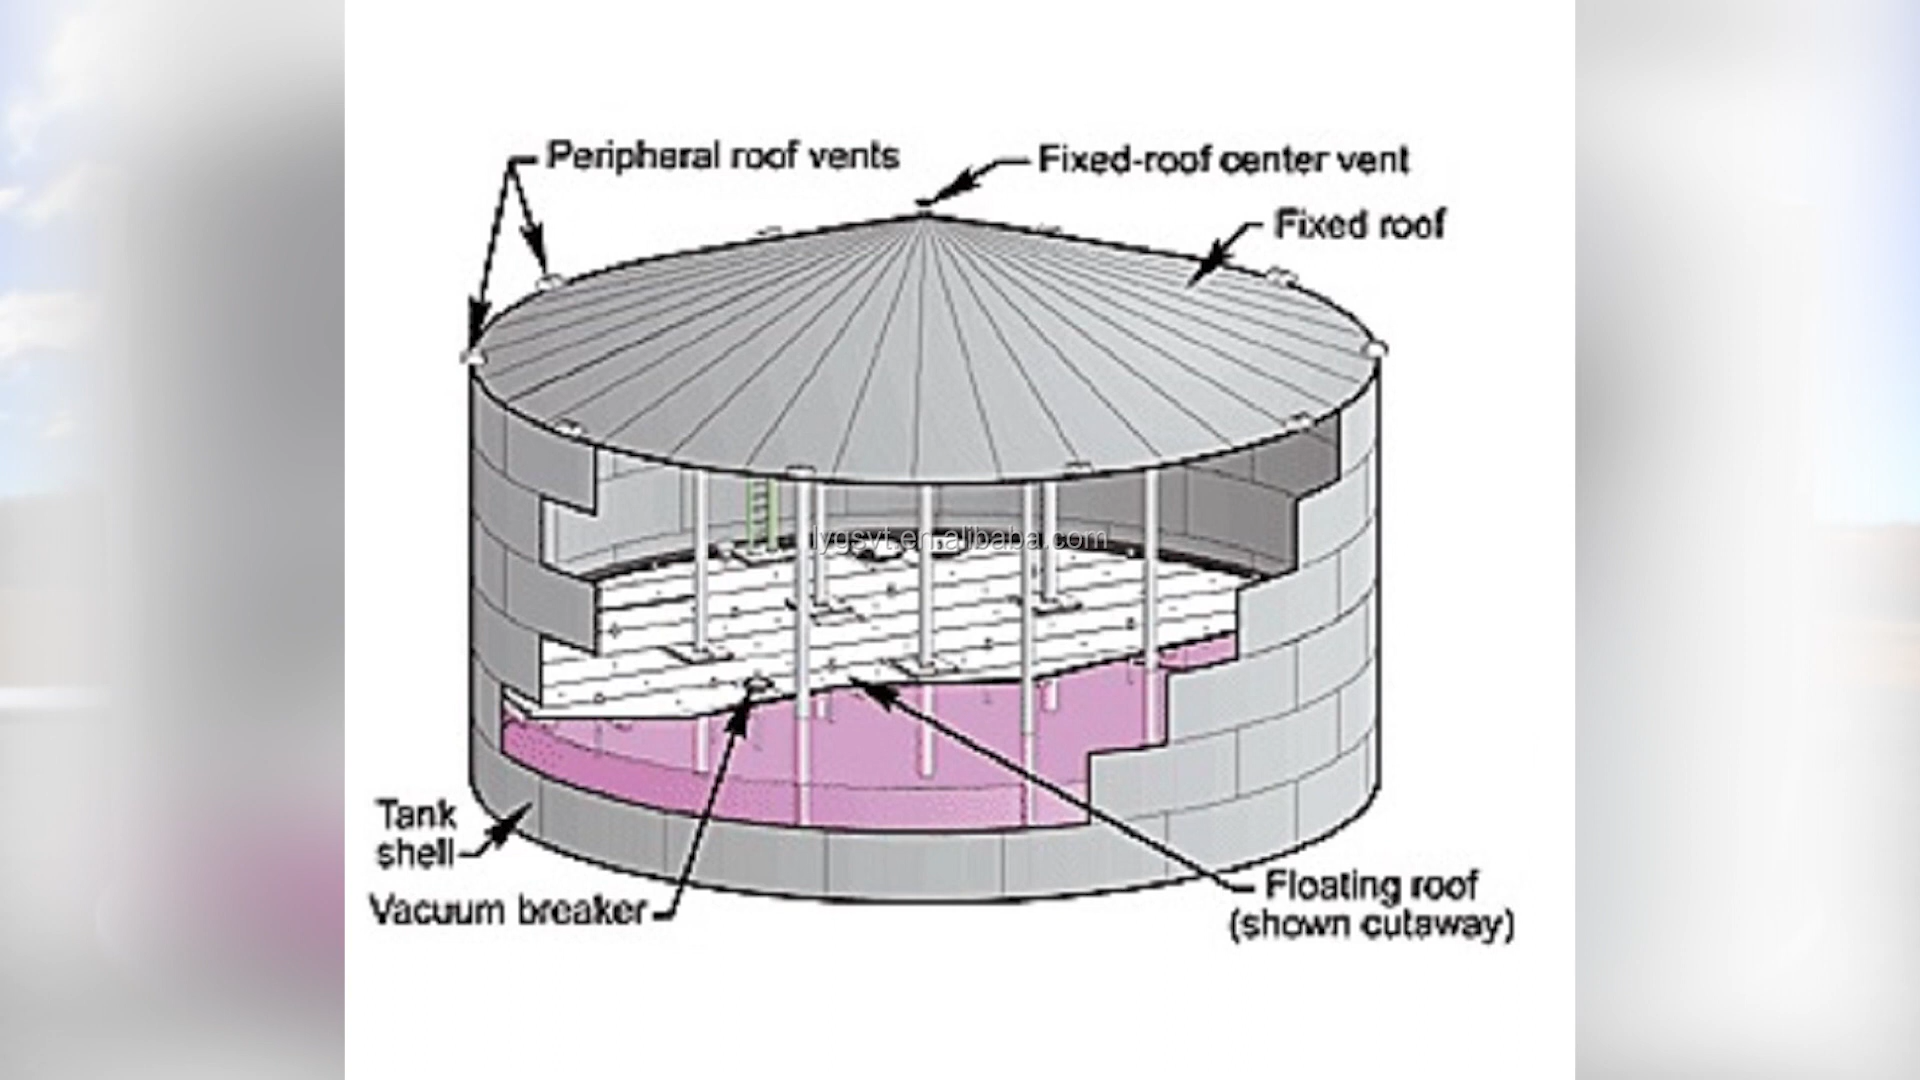 Peripheral roof vents
Fixed-roof center vent
Fixed roof
lygsvt.en.alibaba.com
Tank
shell
Vacuum breaker
Floating roof
(shown cutaway)